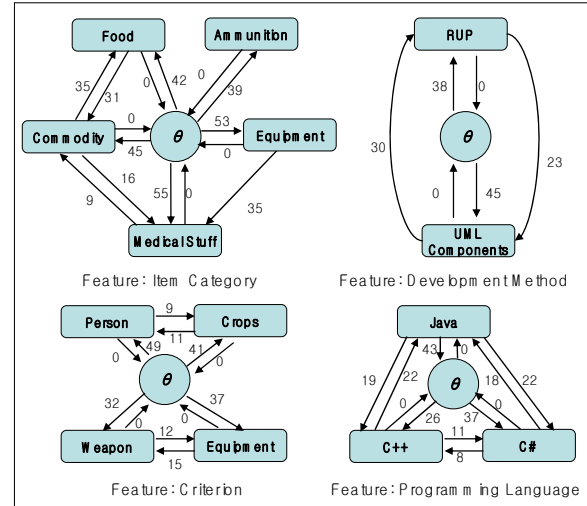 Food
Ammunition
35
31
0
42
0
39
Commodity
0
45
θ
53
0
Equipment
9
16
55
0
35
Medical Stuff
Feature: Item Category
RUP
38
0
30
θ
23
0
45
UML
Components
Feature: Development Method
Person
9
11
Crops
0
49
41
0
θ
32
0
0
37
Weapon
12
15
Equipment
Feature: Criterion
Java
43
0
19
22
θ
18
22
0
26
37
0
C++
11
8
C#
Feature: Programming Language